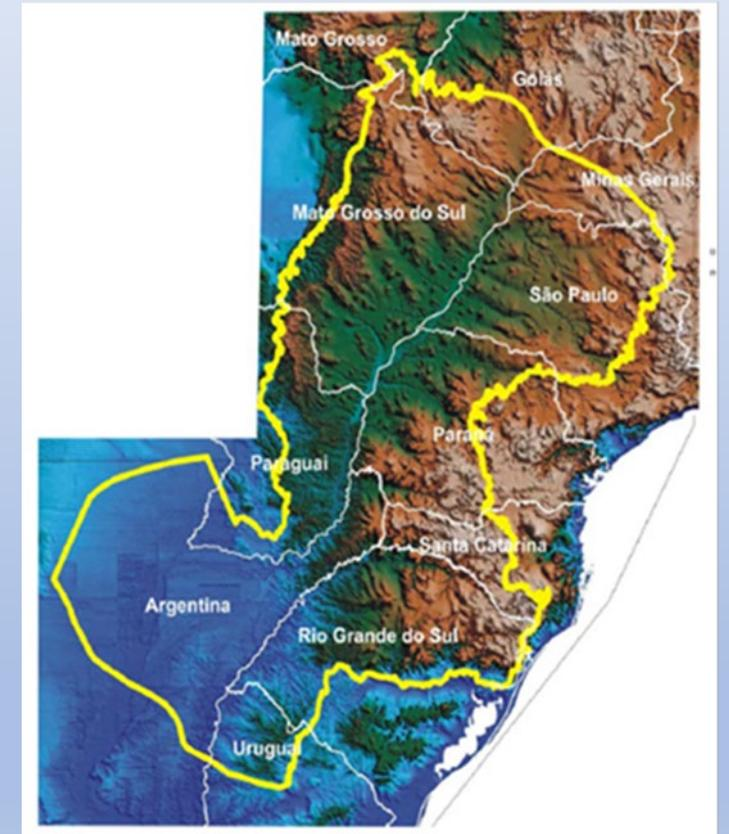 Mato Grosso
Goiás
Minas Gerais
Mato Grosso do Sul
São Paulo
Paraná
Paraguai
Santa Catarina
Argentina
Rio Grande do Sul
Uruguai